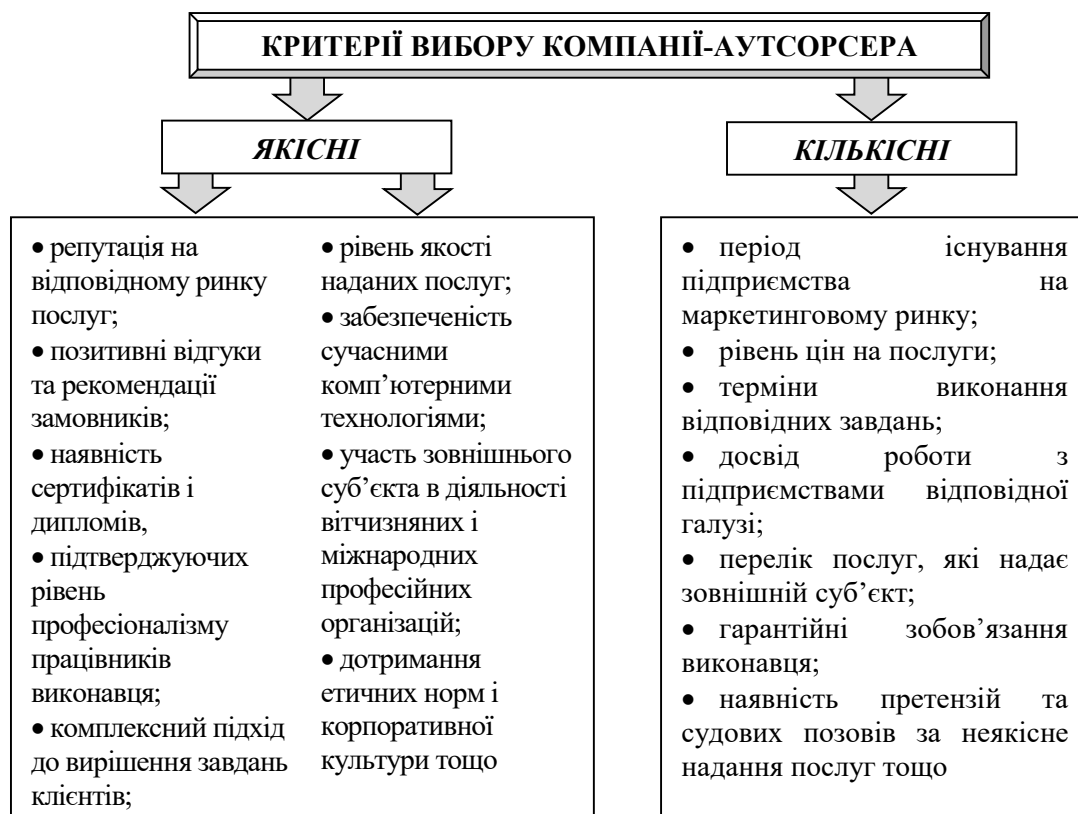 КРИТЕРІЇ ВИБОРУ КОМПАНІЇ-АУТСОРСЕРА
ЯКІСНІ
• репутація на
відповідному ринку
послуг;
• позитивні відгуки
та рекомендації
замовників;
• наявність
сертифікатів і
дипломів,
• підтверджуючих
рівень
професіоналізму
працівників
виконавця;
• комплексний підхід
до вирішення завдань
клієнтів;
• рівень якості
наданих послуг;
• забезпеченість
сучасними
комп’ютерними
технологіями;
• участь зовнішнього
суб’єкта в діяльності
вітчизняних і
міжнародних
професійних
організацій;
• дотримання
етичних норм і
корпоративної
культури тощо
КІЛЬКІСНІ
• період існування
підприємства на
маркетинговому ринку;
• рівень цін на послуги;
• терміни виконання
відповідних завдань;
• досвід роботи з
підприємствами відповідної
галузі;
• перелік послуг, які надає
зовнішній суб’єкт;
• гарантійні зобов’язання
виконавця;
• наявність претензій та
судових позовів за неякісне
надання послуг тощо